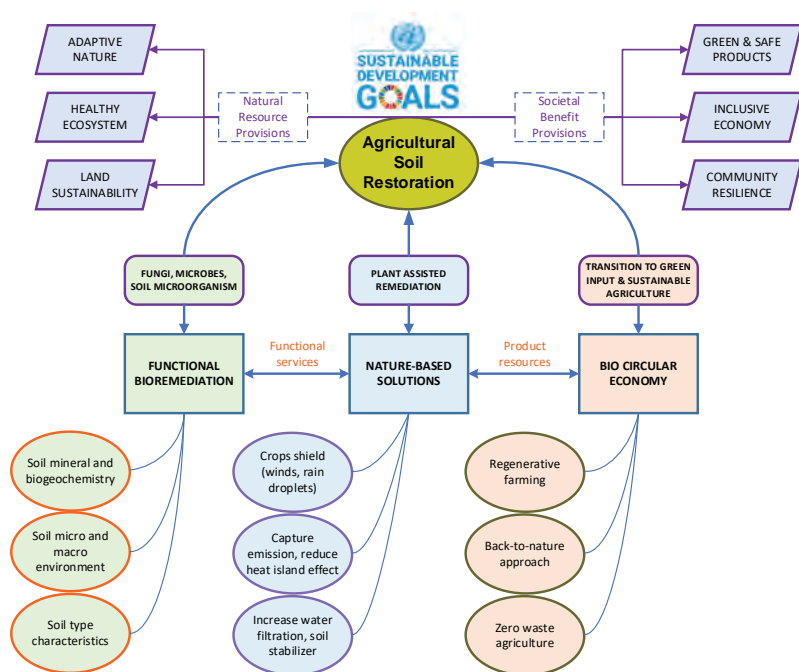 ADAPTIVE
NATURE
HEALTHY
ECOSYSTEM
LAND
SUSTAINABILITY
Natural
Resource
Provisions
SUSTAINABLE
DEVELOPMENT
GOALS
Societal
Benefit
Provisions
GREEN & SAFE
PRODUCTS
INCLUSIVE
ECONOMY
COMMUNITY
RESILIENCE
Agricultural
Soil
Restoration
FUNGI, MICROBES,
SOIL MICROORGANISM
PLANT ASSISTED
REMEDIATION
TRANSITION TO GREEN
INPUT & SUSTAINABLE
AGRICULTURE
FUNCTIONAL
BIOREMEDIATION
Functional
services
NATURE-BASED
SOLUTIONS
Product
resources
BIO CIRCULAR
ECONOMY
Soil mineral and
biogeochemistry
Soil micro and
macro
environment
Soil type
characteristics
Crops shield
(winds, rain
droplets)
Capture
emission, reduce
heat island effect
Increase water
filtration, soil
stabilizer
Regenerative
farming
Back-to-nature
approach
Zero waste
agriculture